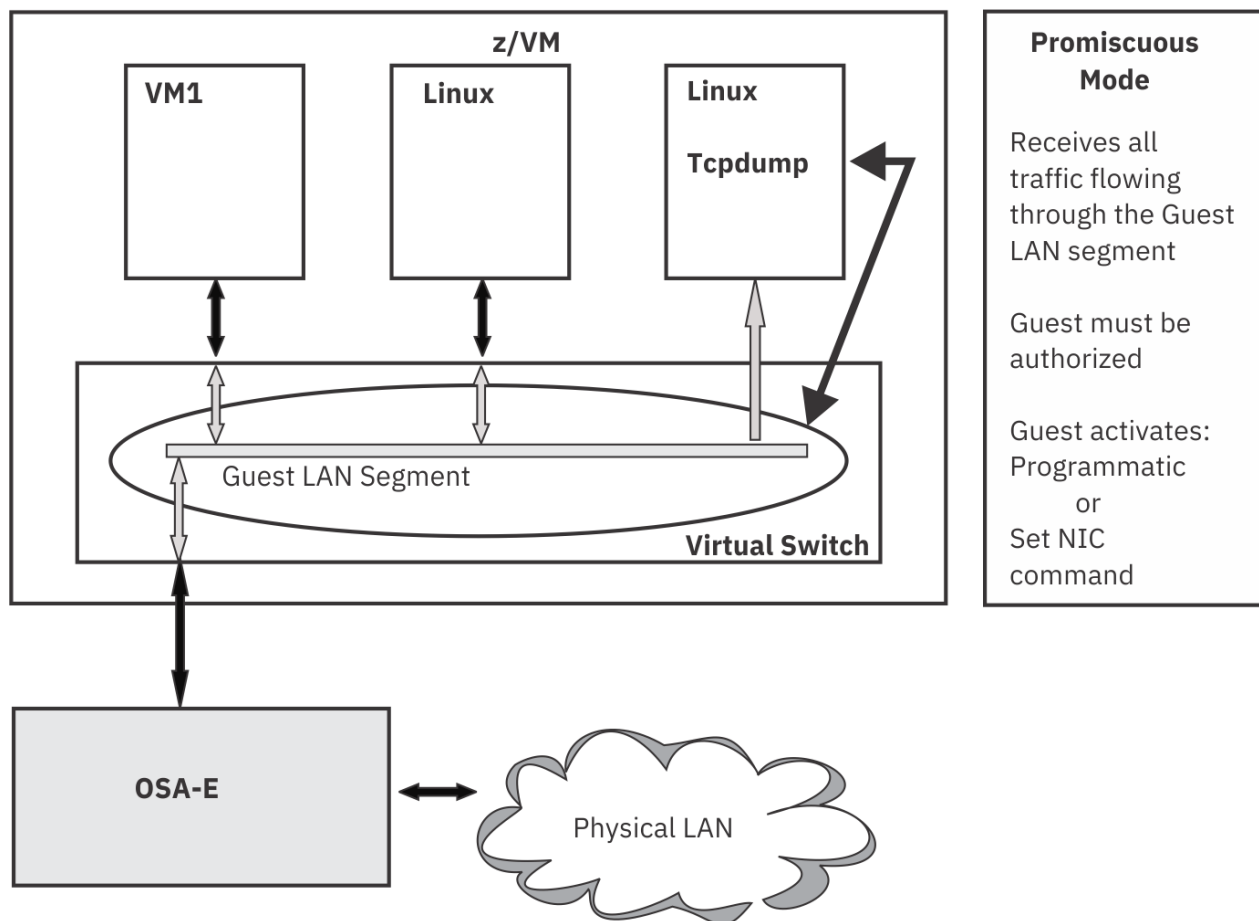 z/VM
VM1
Linux
Linux
Tcpdump
Guest LAN Segment
Virtual Switch
OSA-E
Physical LAN
Promiscuous
Mode
Receives all
traffic flowing
through the Guest
LAN segment
Guest must be
authorized
Guest activates:
Programmatic
or
Set NIC
command